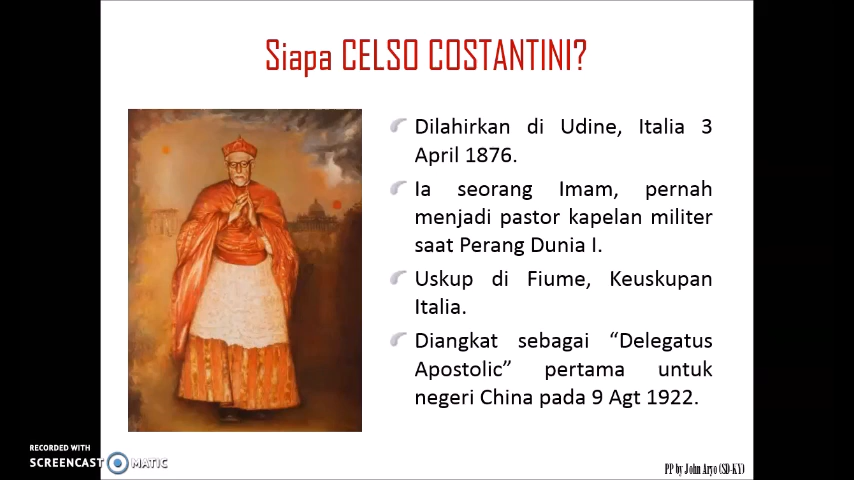 Siapa CELSO COSTANTINI?
Dilahirkan di Udine, Italia 3
April 1876.
Ia seorang Imam, pernah
menjadi pastor kapelan militer
saat Perang Dunia I.
Uskup di Fiume, Keuskupan
Italia.
Diangkat sebagai “Delegatus
Apostolic” pertama untuk
negeri China pada 9 Agt 1922.
RECORDED WITH
SCREENCAST MATIC
PP by John Aryo (SD-KY)